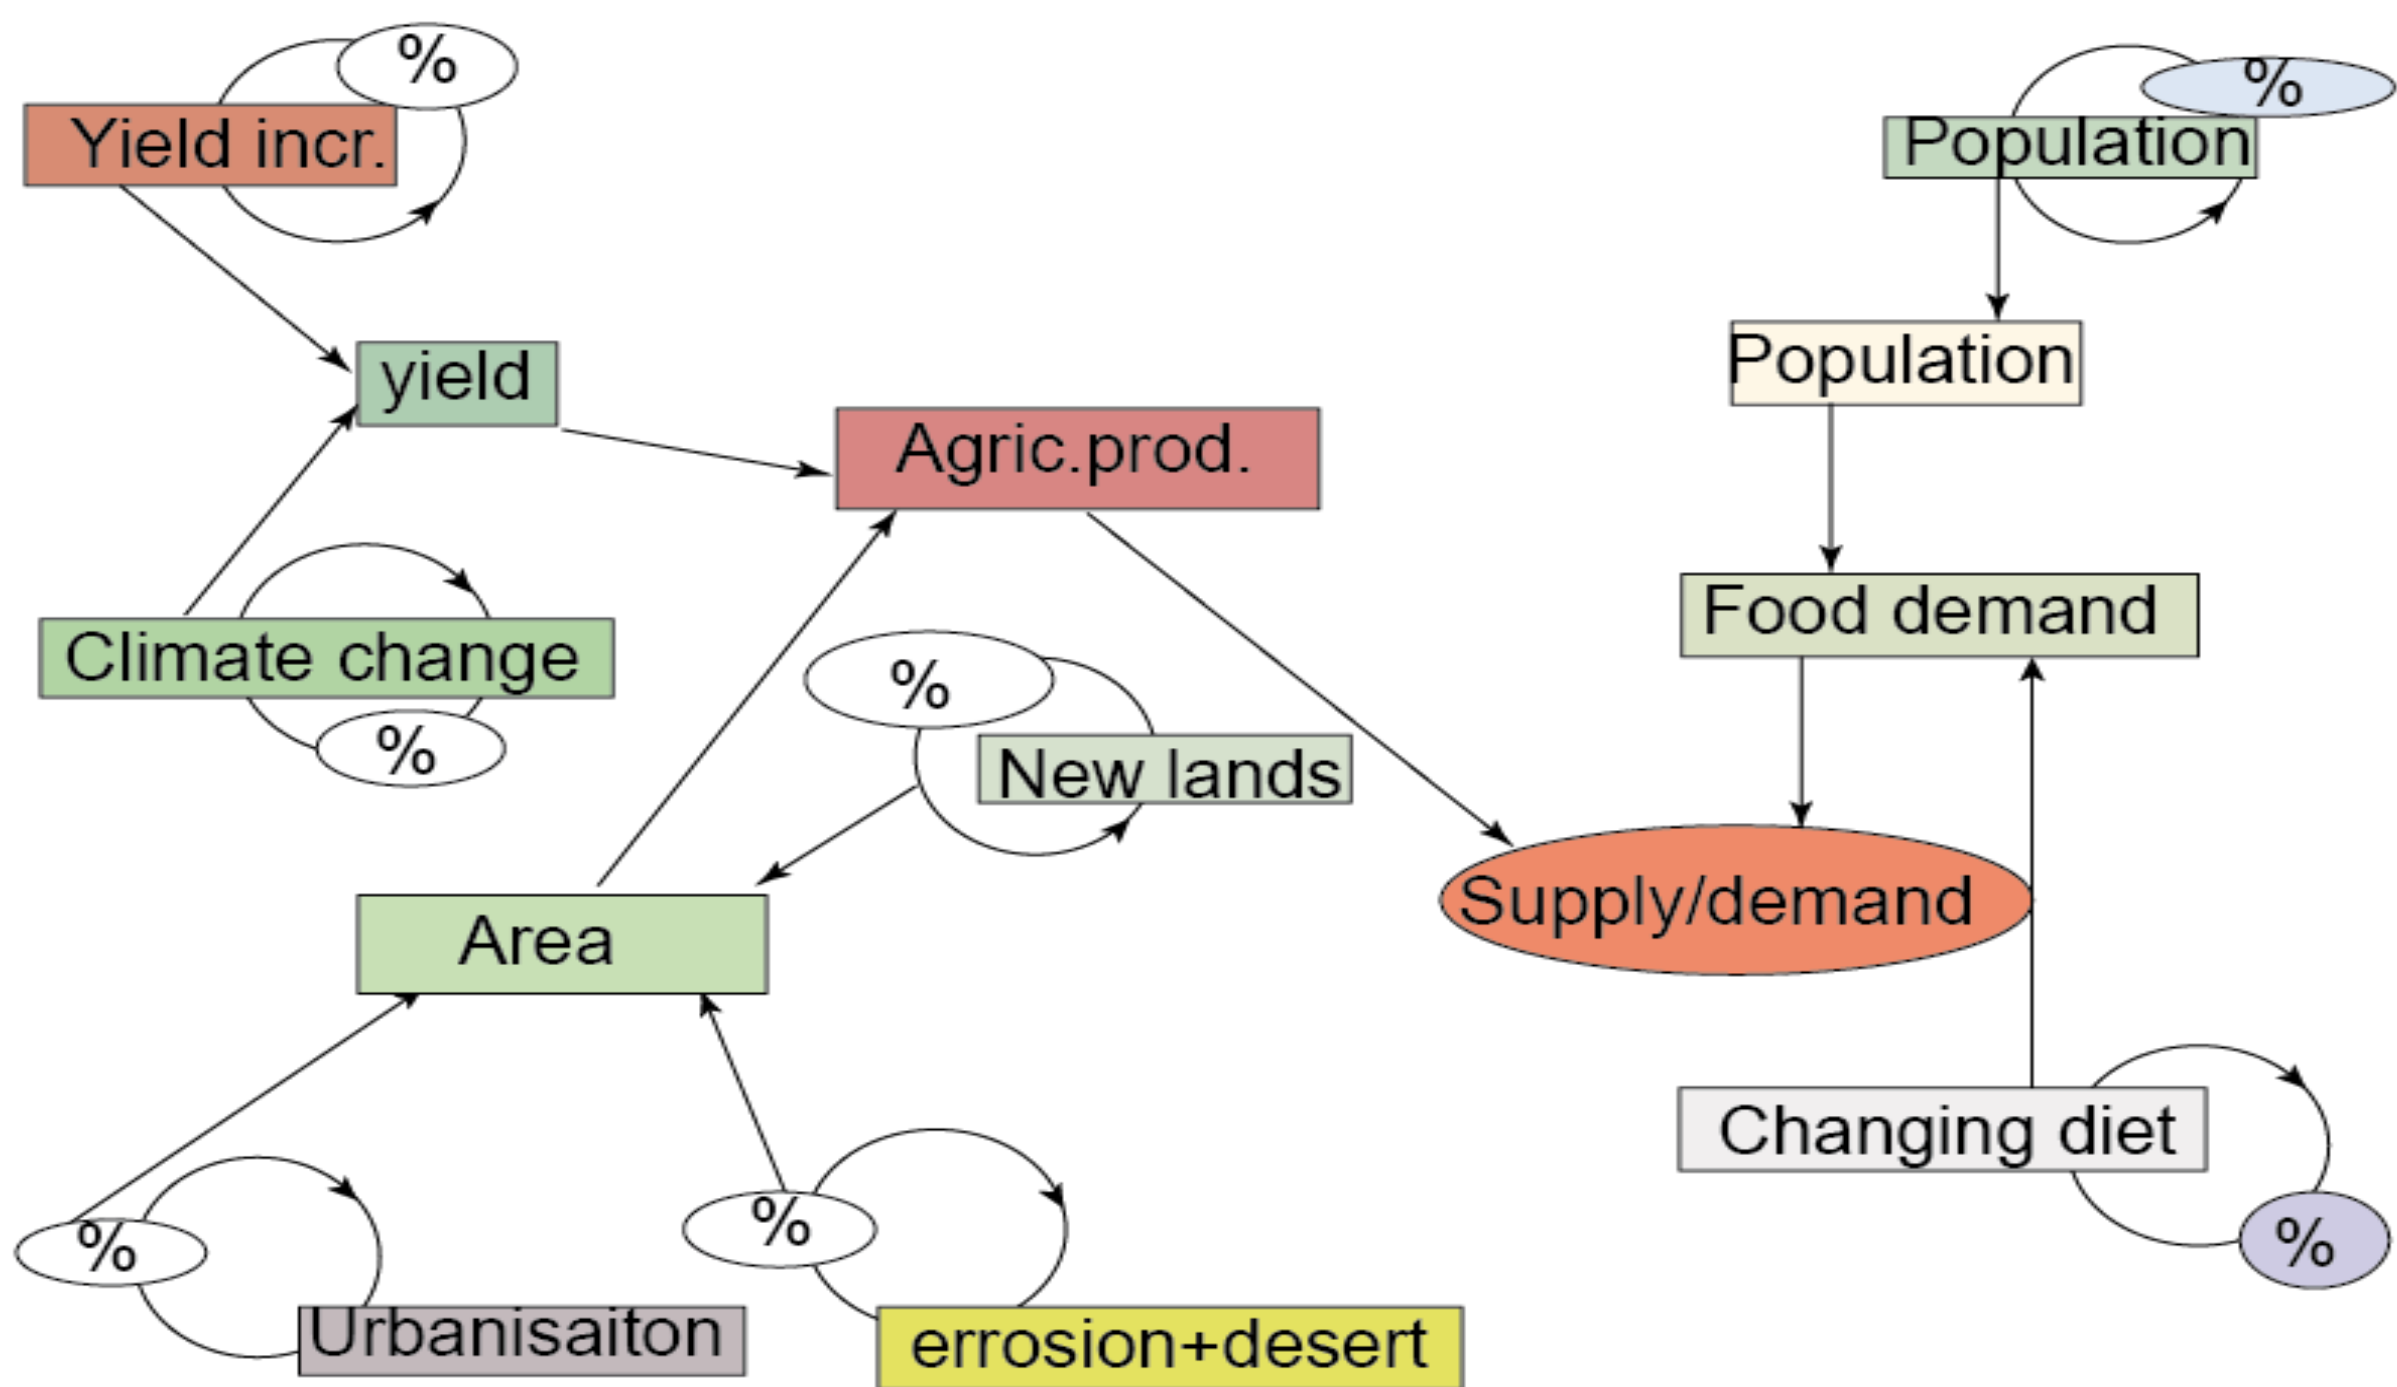 %
%
Yield incr.
Population
Population
yield
Agric.prod.
Food demand
Climate change
%
%
New lands
Supply/demand
Area
Changing diet
%
%
%
Urbanisaiton
errosion+desert